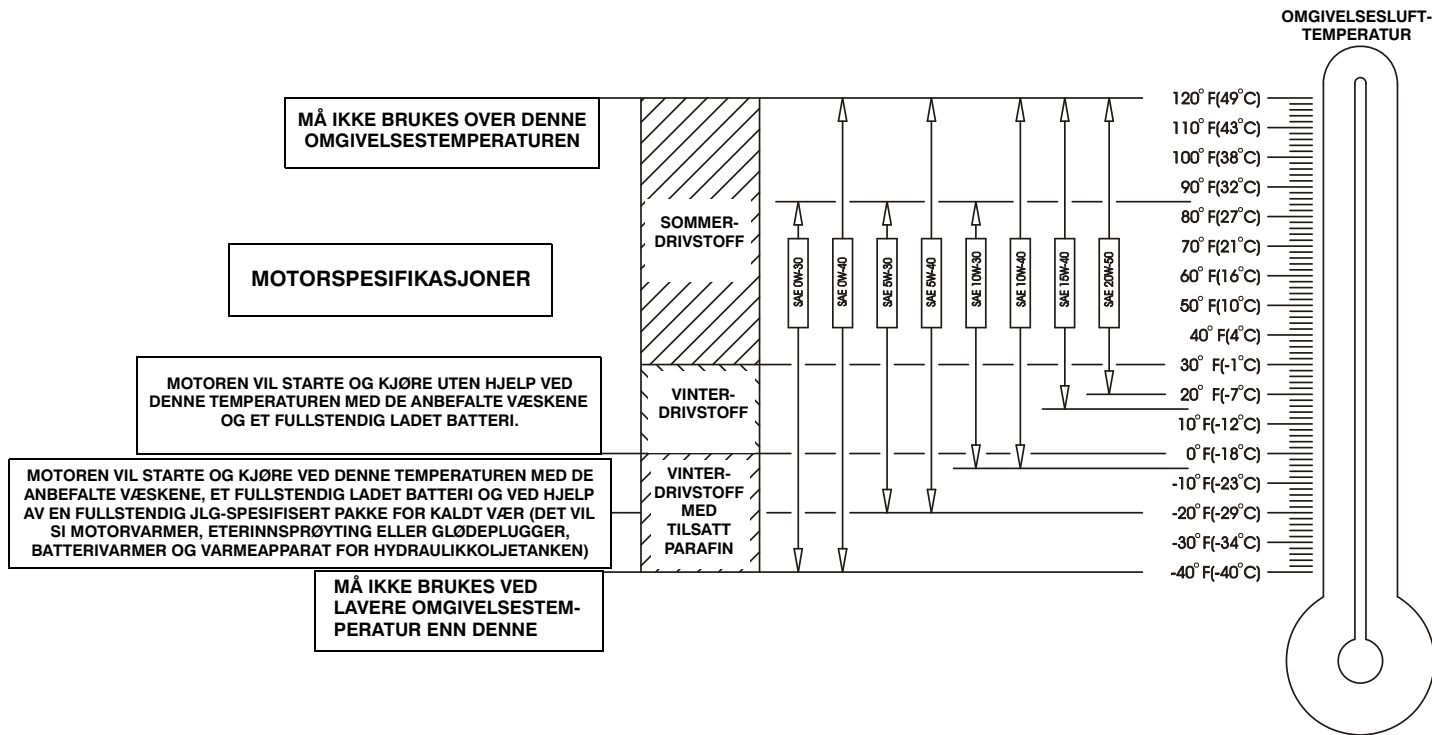 OMGIVELSESLUFT-
TEMPERATUR
MÅ IKKE BRUKES OVER DENNE
OMGIVELSESTEMPERATUREN
MOTORSPESIFIKASJONER
MOTOREN VIL STARTE OG KJØRE UTEN HJELP VED
DENNE TEMPERATUREN MED DE ANBEFALTE VÆSKENE
OG ET FULLSTENDIG LADET BATTERI.
MOTOREN VIL STARTE OG KJØRE VED DENNE TEMPERATUREN MED DE
ANBEFALTE VÆSKENE, ET FULLSTENDIG LADET BATTERI OG VED HJELP
AV EN FULLSTENDIG JLG-SPESIFISERT PAKKE FOR KALDT VÆR (DET VIL
SI MOTORVARMER, ETERINNSPRØYTING ELLER GLØDEPLUGGER,
BATTERIVARMER OG VARMEAPPARAT FOR HYDRAULIKKOLJETANKEN)
MÅ IKKE BRUKES VED
LAVERE OMGIVELSESTEM-
PERATUR ENN DENNE
SOMMER-
DRIVSTOFF
VINTER-
DRIVSTOFF
VINTER-
DRIVSTOFF
MED
TILSATT
PARAFIN
SAE 0W-30
SAE 0W-40
SAE 5W-30
SAE 5W-40
SAE 10W-30
SAE 10W-40
SAE 15W-40
SAE 20W-50
120° F(49°C)
110° F(43°C)
100° F(38°C)
90° F(32°C)
80° F(27°C)
70° F(21°C)
60° F(16°C)
50° F(10°C)
40° F(4°C)
30° F(-1°C)
20° F(-7°C)
10° F(-12°C)
0° F(-18°C)
-10° F(-23°C)
-20° F(-29°C)
-30° F(-34°C)
-40° F(-40°C)